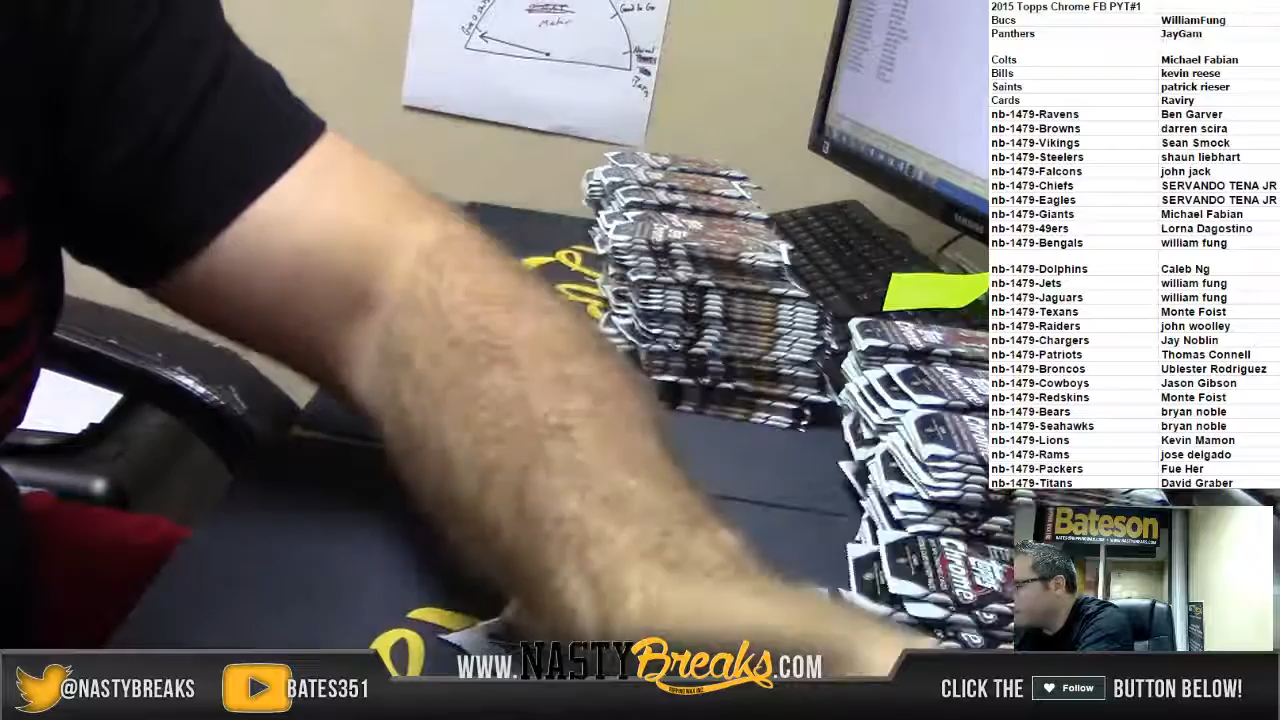 Good to Go
Meter
Normal
2015 Topps Chrome FB PYT#1
Bucs WilliamFung
Panthers JayGam
Colts Michael Fabian
Bills kevin reese
Saints patrick rieser
Cards Raviry
nb-1479-Ravens Ben Garver
nb-1479-Browns darren scira
nb-1479-Vikings Sean Smock
nb-1479-Steelers shaun liebhart
nb-1479-Falcons john jack
nb-1479-Chiefs SERVANDO TENA JR
nb-1479-Eagles SERVANDO TENA JR
nb-1479-Giants Michael Fabian
nb-1479-49ers Lorna Dagostino
nb-1479-Bengals william fung
nb-1479-Dolphins Caleb Ng
nb-1479-Jets william fung
nb-1479-Jaguars william fung
nb-1479-Texans Monte Foist
nb-1479-Raiders john woolley
nb-1479-Chargers Jay Noblin
nb-1479-Patriots Thomas Connell
nb-1479-Broncos Ublester Rodriguez
nb-1479-Cowboys Jason Gibson
nb-1479-Redskins Monte Foist
nb-1479-Bears bryan noble
nb-1479-Seahawks bryan noble
nb-1479-Lions Kevin Mamon
nb-1479-Rams jose delgado
nb-1479-Packers Fue Her
nb-1479-Titans David Graber
Bateson
Chrome
@NASTYBREAKS
BATES351
WWW.NASTYBreaks.COM
CLICK THE Follow BUTTON BELOW!